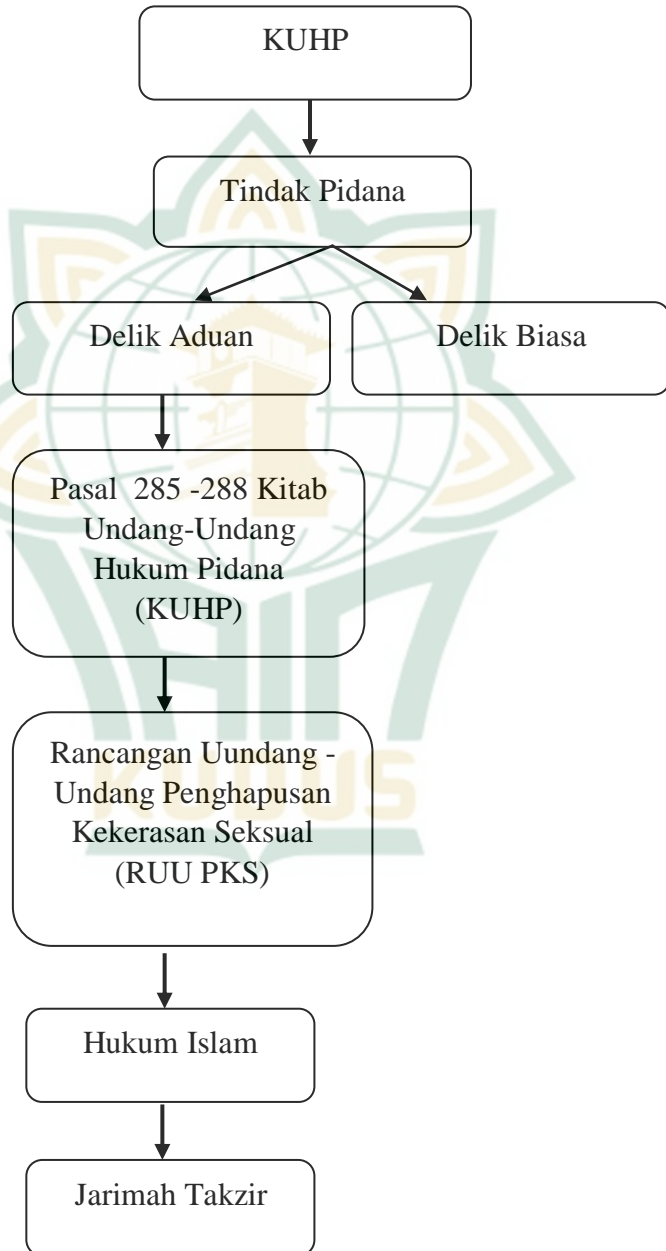 KUHP
Tindak Pidana
Delik Aduan
Delik Biasa
Pasal 285 -288 Kitab
Undang-Undang
Hukum Pidana
(KUHP)
Rancangan Uundang -
Undang Penghapusan
Kekerasan Seksual
(RUU PKS)
KUDUS
Hukum Islam
Jarimah Takzir